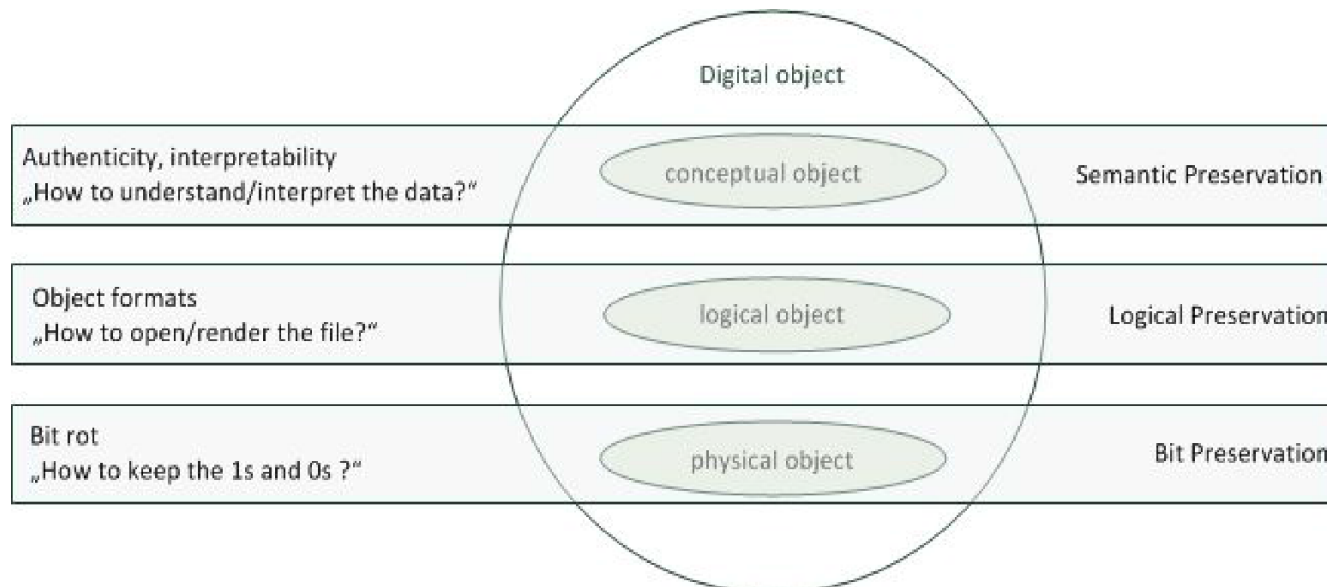 Digital object
Authenticity, interpretability
„How to understand/interpret the data?“
conceptual object
Semantic Preservation
Object formats
„How to open/render the file?“
logical object
Logical Preservation
Bit rot
„How to keep the 1s and 0s ?“
physical object
Bit Preservation